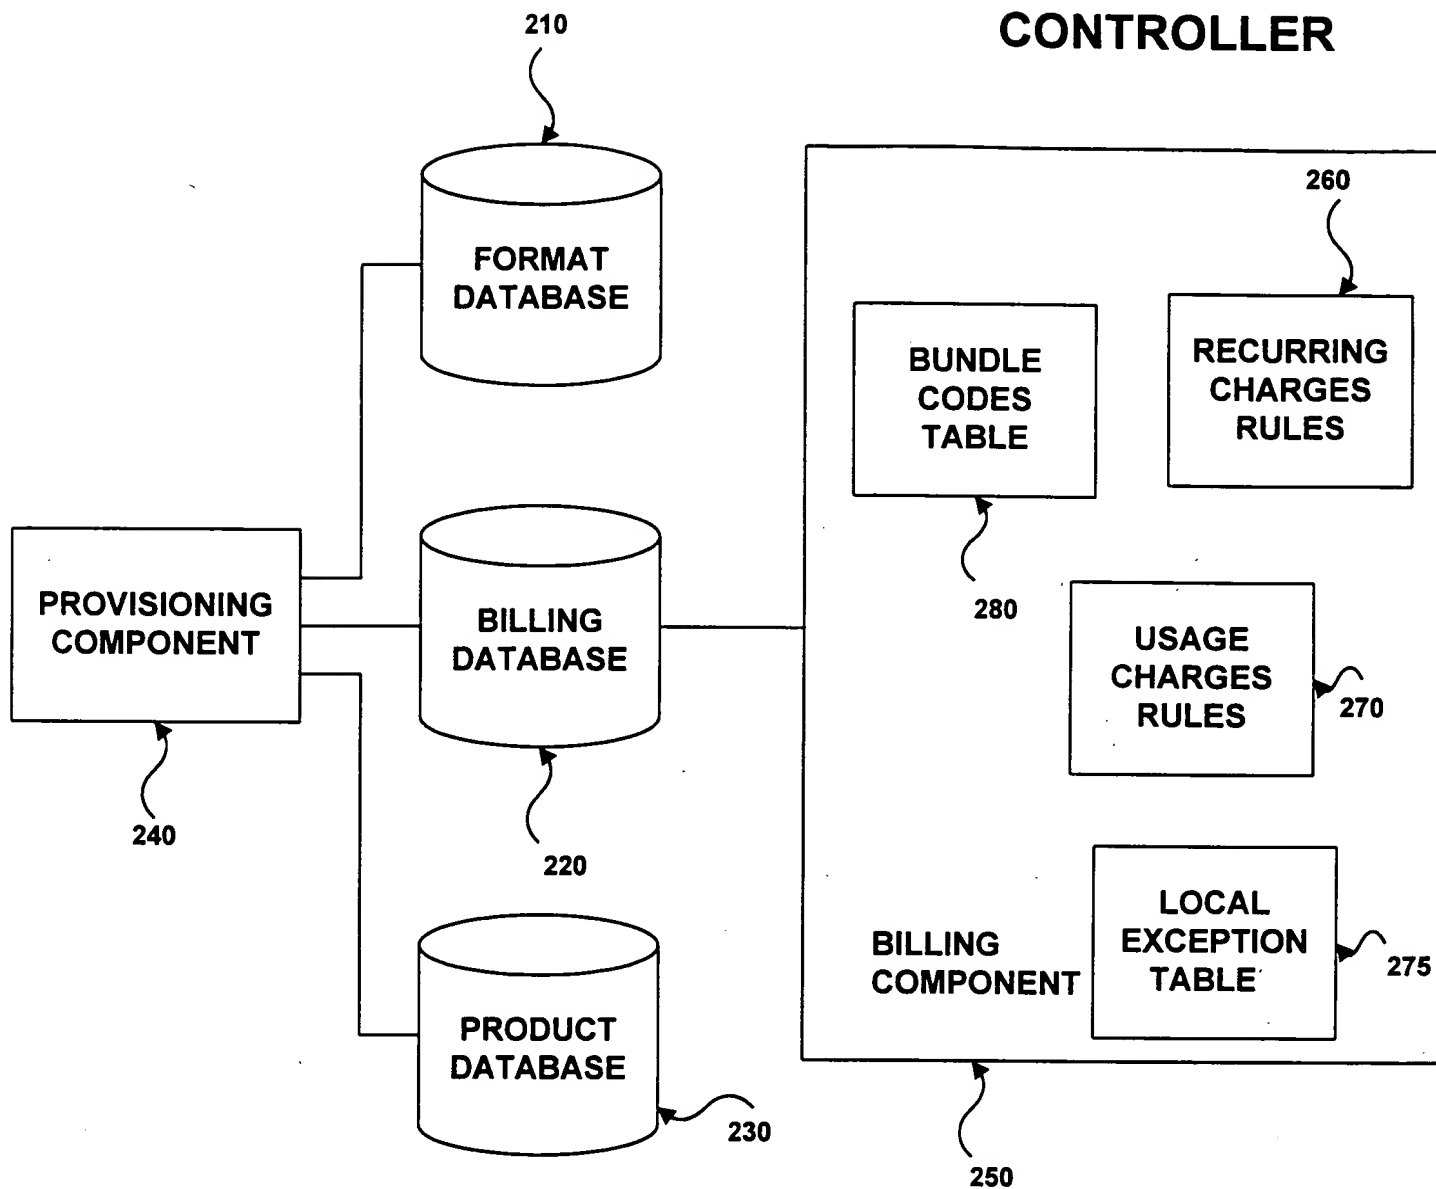 CONTROLLER
210
FORMAT
DATABASE
260
BUNDLE
CODES
TABLE
RECURRING
CHARGES
RULES
280
PROVISIONING
COMPONENT
240
BILLING
DATABASE
220
USAGE
CHARGES
RULES
270
LOCAL
EXCEPTION
TABLE
275
BILLING
COMPONENT
PRODUCT
DATABASE
230
250